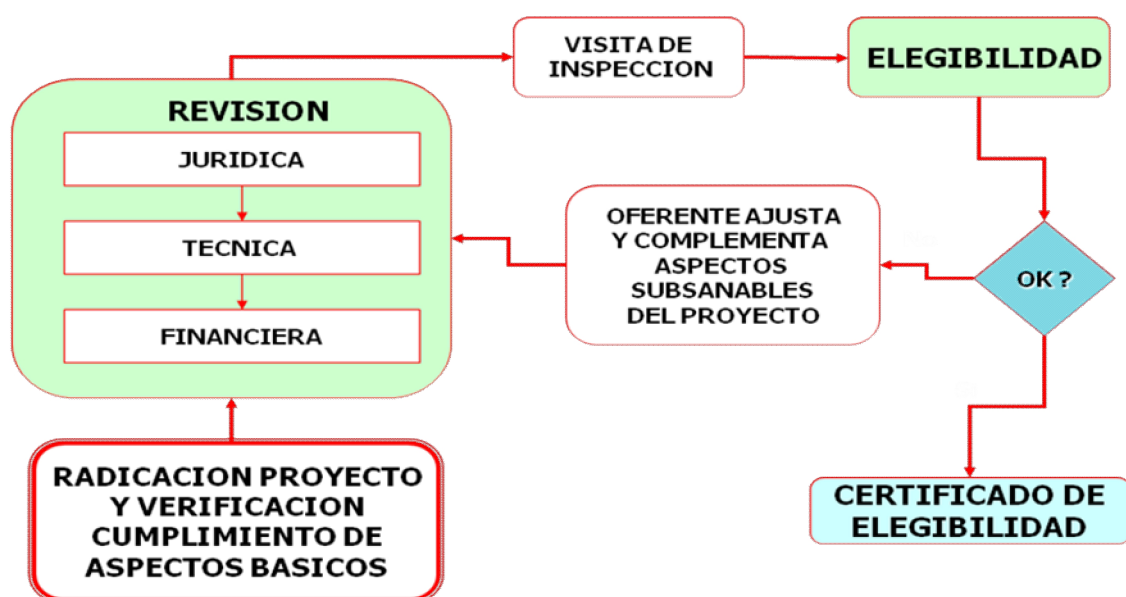 VISITA DE
INSPECCION
ELEGIBILIDAD
REVISION
JURIDICA
TECNICA
FINANCIERA
OFERENTE AJUSTA
Y COMPLEMENTA
ASPECTOS
SUBSANABLES
DEL PROYECTO
OK ?
RADICACION PROYECTO
Y VERIFICACION
CUMPLIMIENTO DE
ASPECTOS BASICOS
CERTIFICADO DE
ELEGIBILIDAD